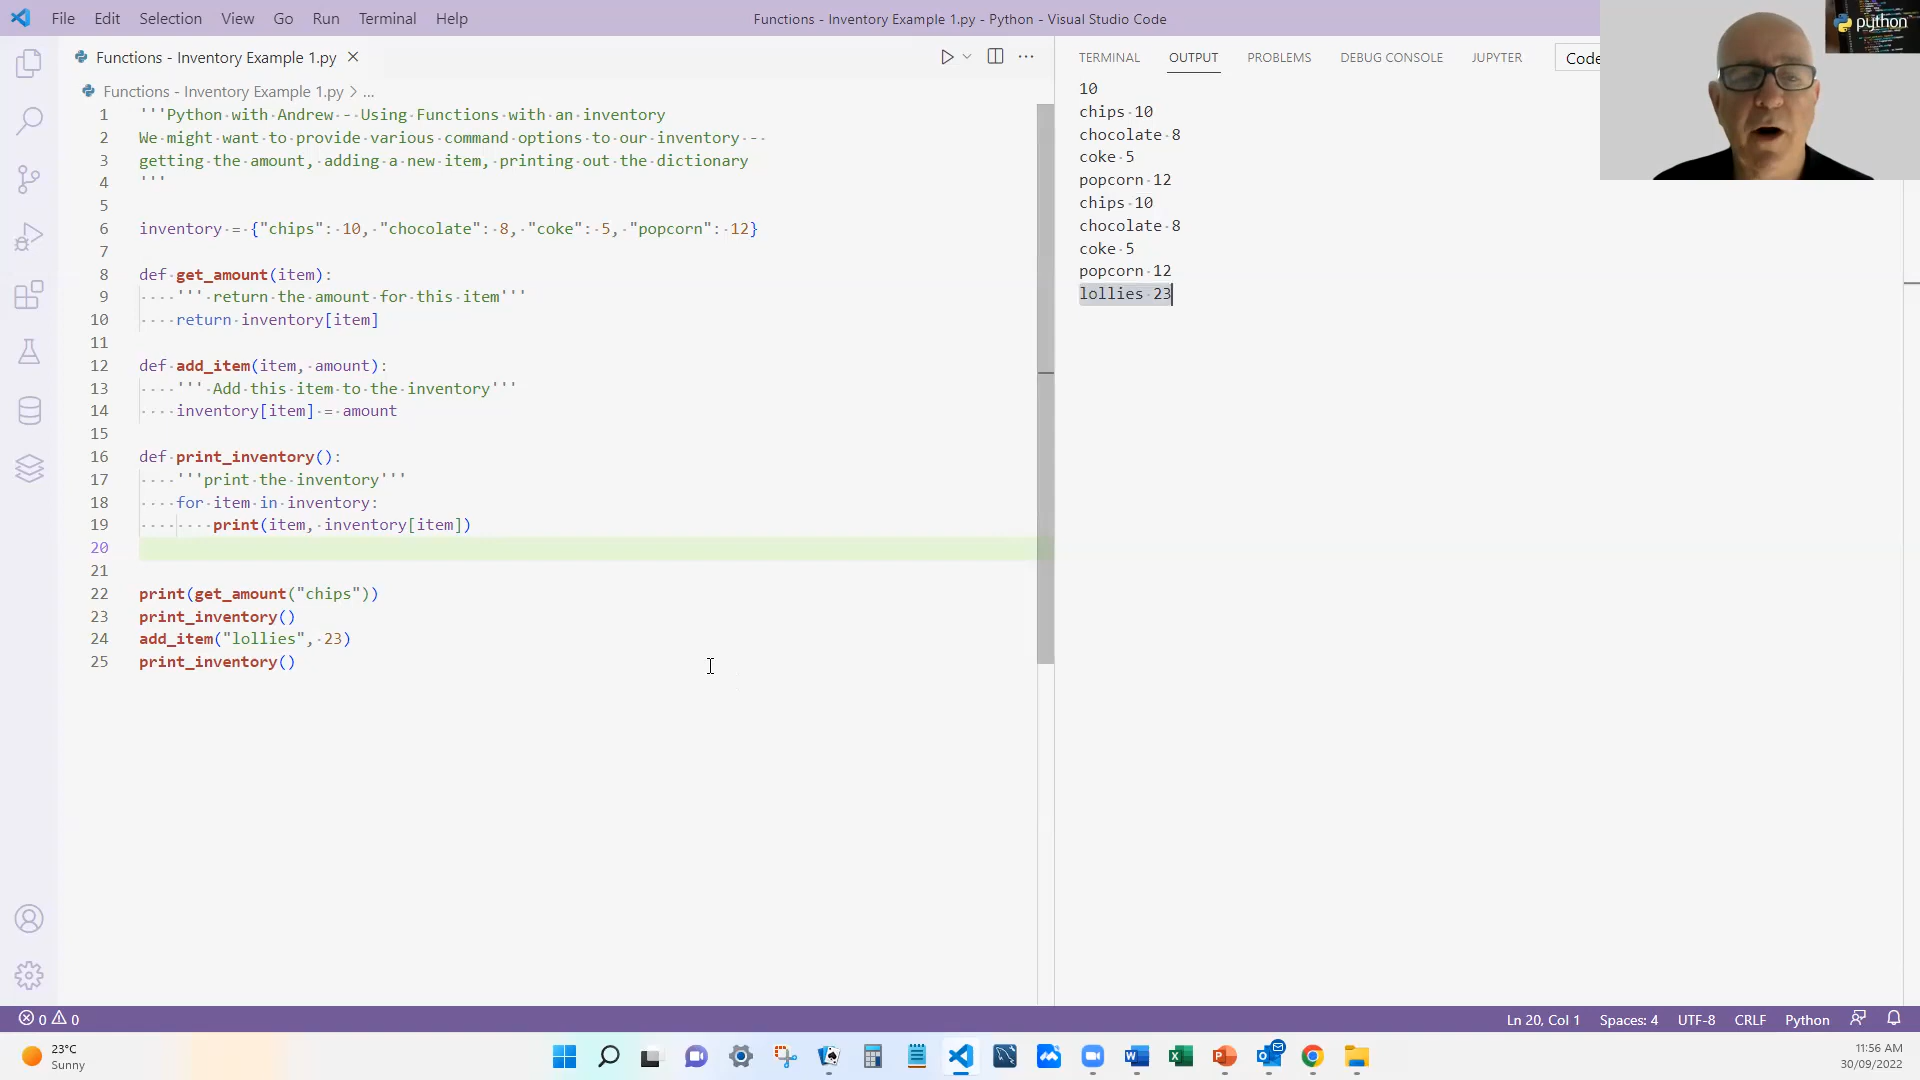 File Edit Selection View Go Run Terminal Help
Functions - Inventory Example 1.py - Python - Visual Studio Code
python
Functions - Inventory Example 1.py
Functions - Inventory Example 1.py > ...
1 '''Python with Andrew -- Using Functions with an inventory
2 We might want to provide various command options to our inventory --
3 getting the amount, adding a new item, printing out the dictionary
4 '''
5
6 inventory = {"chips": 10, "chocolate": 8, "coke": 5, "popcorn": 12}
7
8 def get_amount(item):
9 ''' return the amount for this item'''
10 return inventory[item]
11
12 def add_item(item, amount):
13 ''' Add this item to the inventory'''
14 inventory[item] = amount
15
16 def print_inventory():
17 '''print the inventory'''
18 for item in inventory:
19 print(item, inventory[item])
20
21
22 print(get_amount("chips"))
23 print_inventory()
24 add_item("lollies", 23)
25 print_inventory()
TERMINAL OUTPUT PROBLEMS DEBUG CONSOLE JUPYTER Code
10
chips 10
chocolate 8
coke 5
popcorn 12
chips 10
chocolate 8
coke 5
popcorn 12
lollies 23
0 0
Ln 20, Col 1 Spaces: 4 UTF-8 CRLF Python
23°C
Sunny
11:56 AM
30/09/2022